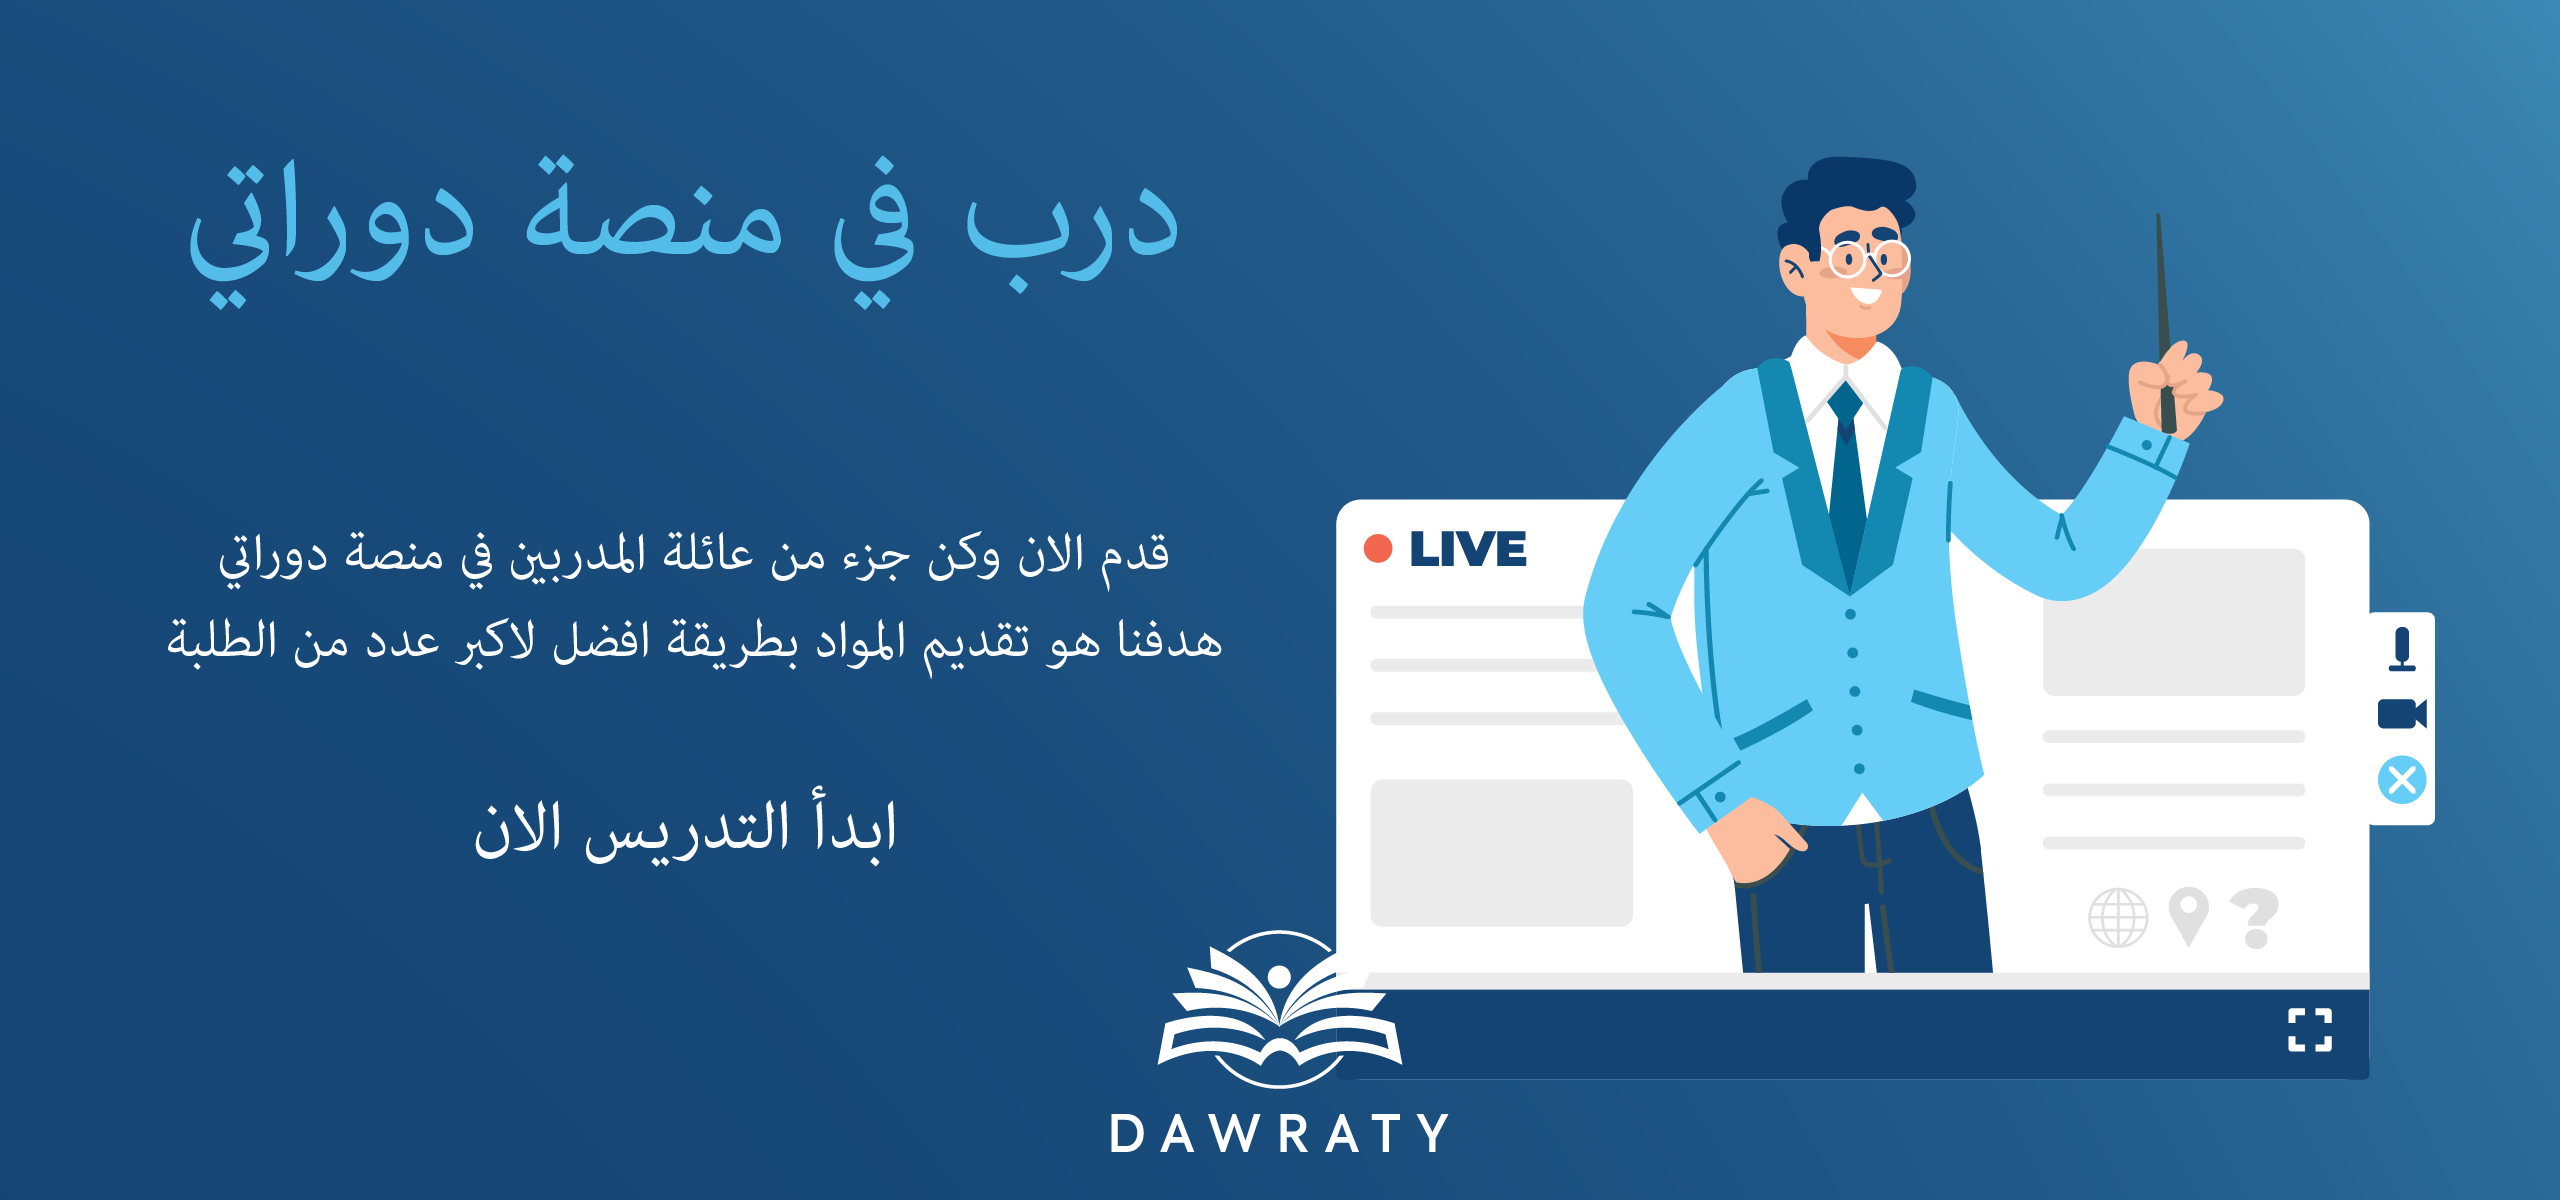 درب في منصة دوراتي
قدم الان وكن جزء من عائلة المدربين في منصة دوراتي
هدفنا هو تقديم المواد بطريقة افضل لاكبر عدد من الطلبة
ابدأ التدريس الان
LIVE
DAWRATY